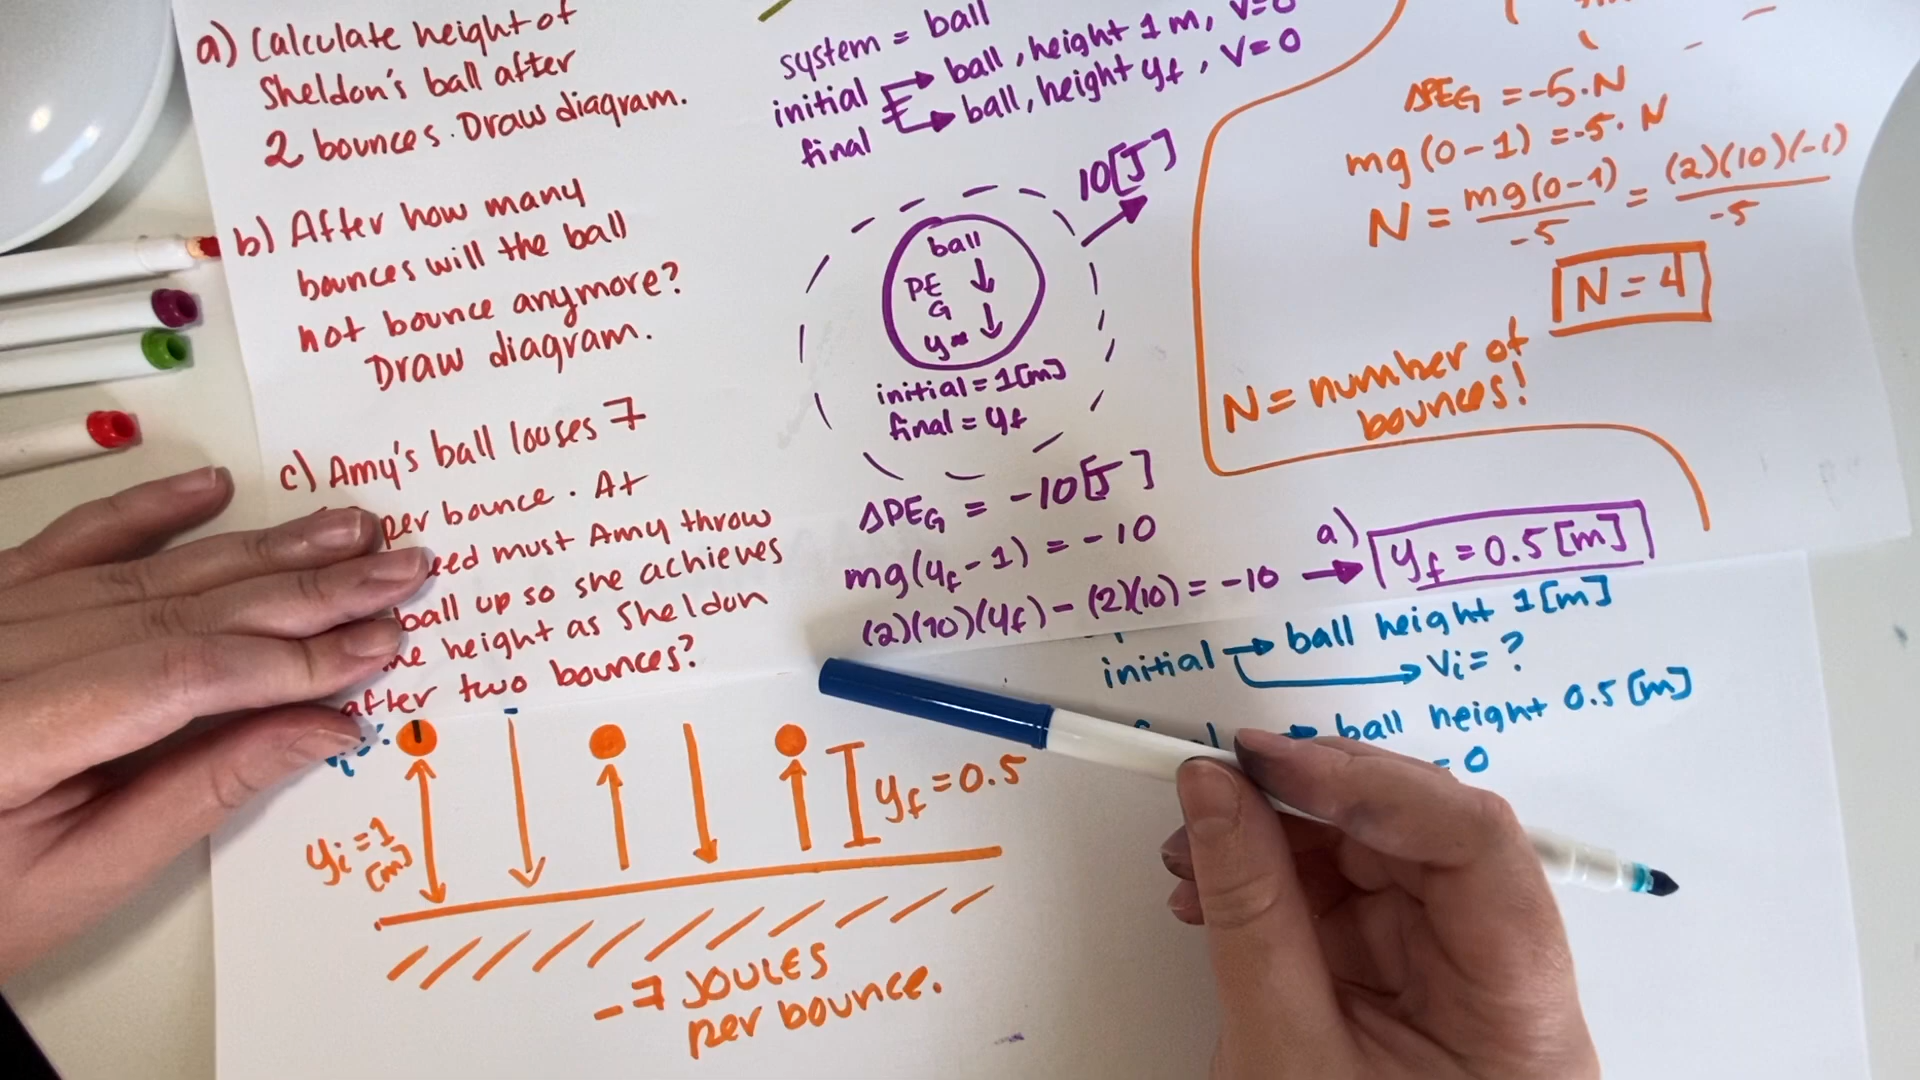 a) Calculate height of
Sheldon's ball after
2 bounces. Draw diagram.
b) After how many
bounces will the ball
not bounce anymore?
Draw diagram.
c) Amy's ball louses 7
per bounce. At
must Amy throw
ball up so she achieves
height as Sheldon
after two bounces?
system = ball
initial → ball, height 1 m, V=0
final → ball, height yf, V=0
10[J]
ball
PE ↓
G
y ↓
initial = 1[m]
final = yf
ΔPEG = -10[J]
mg(yf-1) = -10
(2)(10)(yf) - (2)(10) = -10 →
a) yf = 0.5[m]
ΔPEG = -5·N
mg(0-1) = -5·N
N = mg(0-1)/-5 = (2)(10)(-1)/-5
N = 4
N = number of
bounces!
initial → ball height 1[m]
→ Vi = ?
ball height 0.5[m]
= 0
yi = 1
[m]
yf = 0.5
-7 JOULES
per bounce.